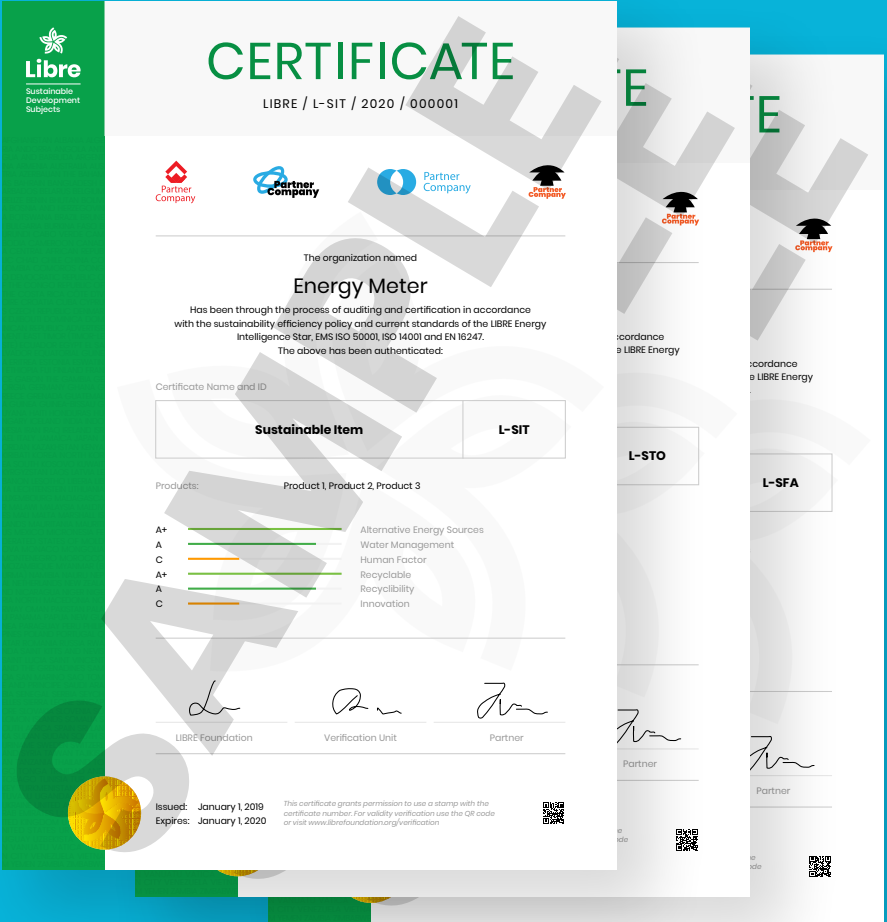 Libre
Sustainable
Development
Subjects
CERTIFICATE
LIBRE / L-SIT / 2020 / 000001
Partner
Company
Partner
Company
Partner
Company
Partner
Company
The organization named
Energy Meter
Has been through the process of auditing and certification in accordance
with the sustainability efficiency policy and current standards of the LIBRE Energy
Intelligence Star, EMS ISO 50001, ISO 14001 and EN 16247.
The above has been authenticated:
Certificate Name and ID
Sustainable Item L-SIT
Products: Product 1, Product 2, Product 3
A+ Alternative Energy Sources
A Water Management
C Human Factor
A+ Recyclable
A Recyclibility
C Innovation
LIBRE Foundation Verification Unit Partner
Issued: January 1, 2019
Expires: January 1, 2020
This certificate grants permission to use a stamp with the
certificate number. For validity verification use the QR code
or visit www.librefoundation.org/verification
SAMPLE
TE
Partner
Company
ccordance
e LIBRE Energy
L-STO
Partner
TE
Partner
Company
ccordance
e LIBRE Energy
L-SFA
Partner